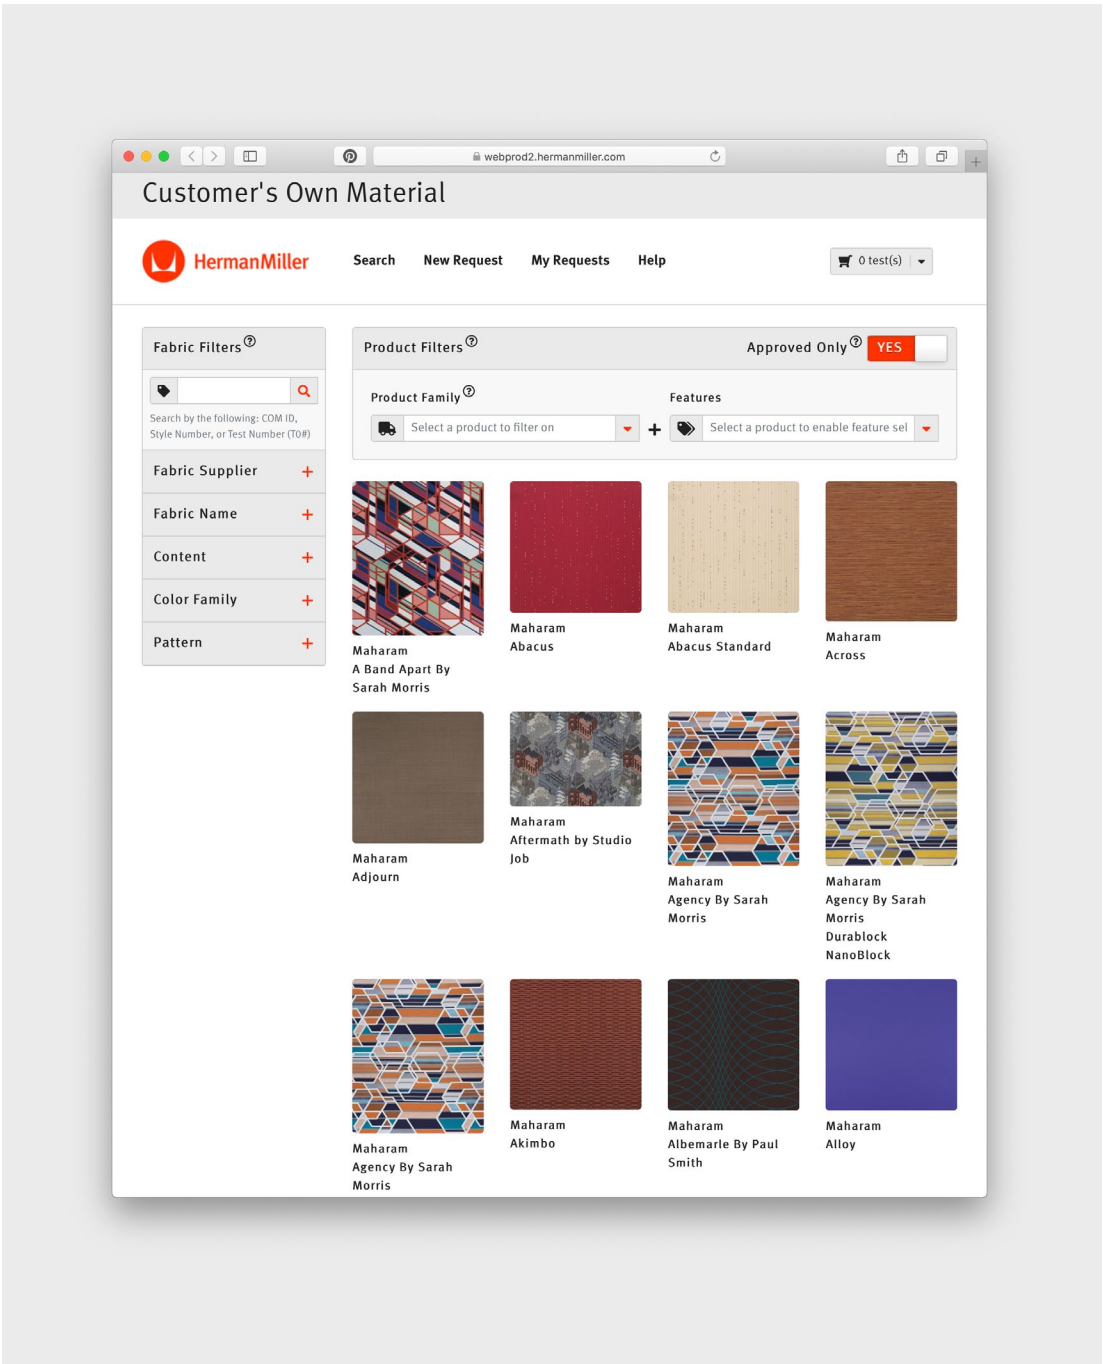 webprod2.hermanmiller.com
Customer's Own Material
HermanMiller
Search
New Request
My Requests
Help
0 test(s)
Fabric Filters
Search by the following: COM ID,
Style Number, or Test Number (T0#)
Fabric Supplier
Fabric Name
Content
Color Family
Pattern
Product Filters
Approved Only
YES
Product Family
Select a product to filter on
Features
Select a product to enable feature sel
Maharam
A Band Apart By
Sarah Morris
Maharam
Abacus
Maharam
Abacus Standard
Maharam
Across
Maharam
Adjourn
Maharam
Aftermath by Studio
Job
Maharam
Agency By Sarah
Morris
Maharam
Agency By Sarah
Morris
Durablock
NanoBlock
Maharam
Agency By Sarah
Morris
Maharam
Akimbo
Maharam
Albemarle By Paul
Smith
Maharam
Alloy